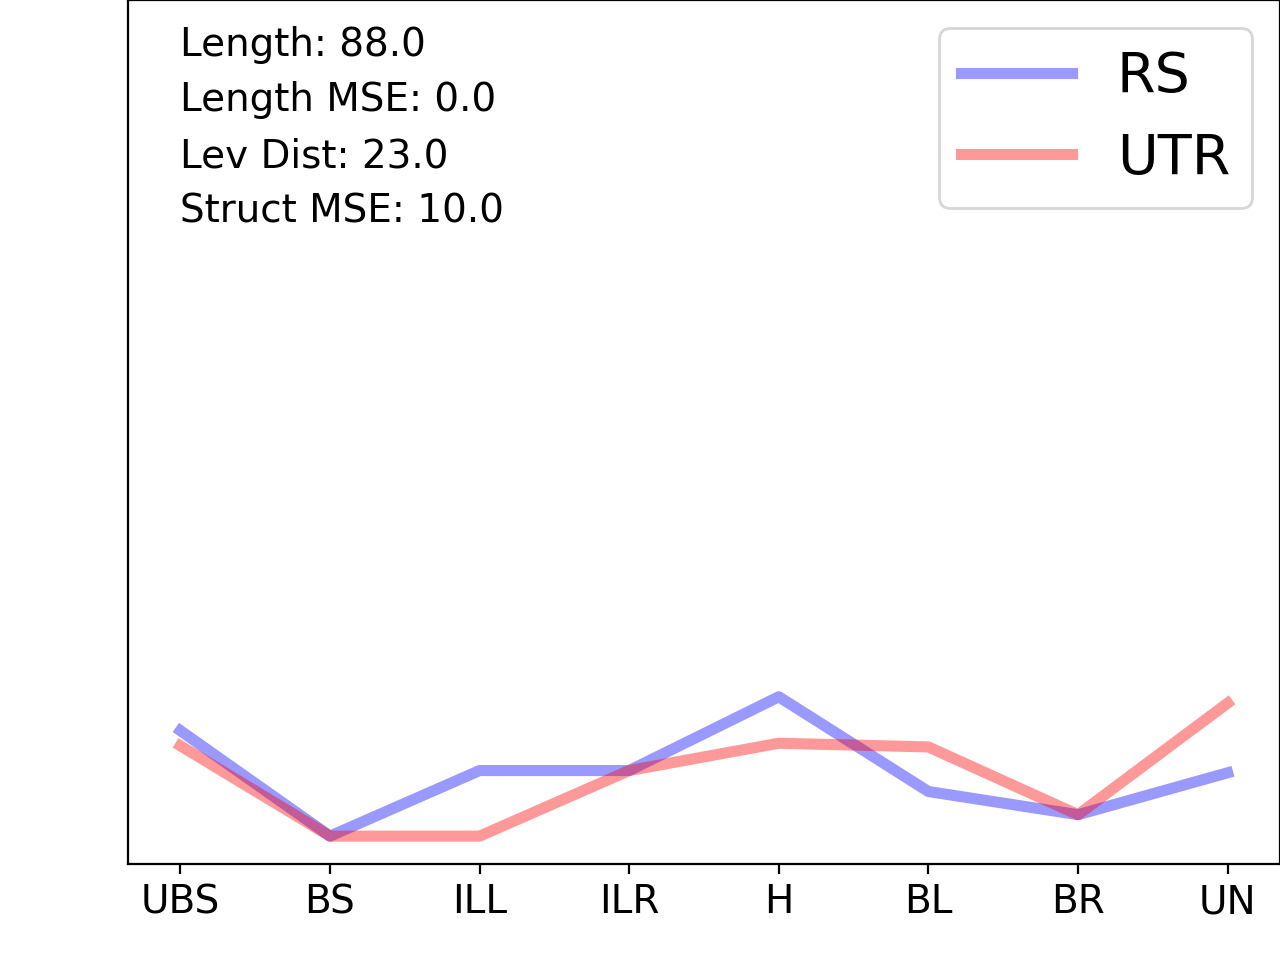 Length: 88.0
Length MSE: 0.0
Lev Dist: 23.0
Struct MSE: 10.0
RS
UTR
UBS BS ILL ILR H BL BR UN